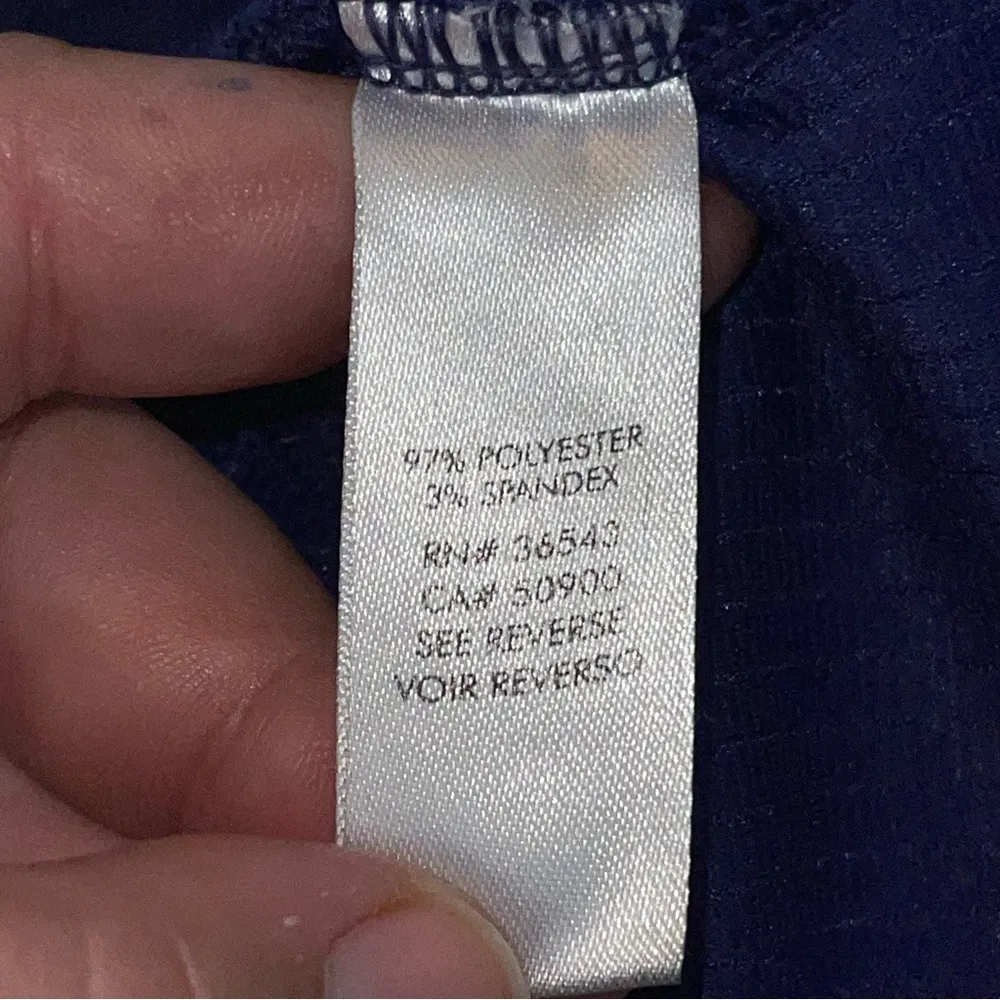 97% POLYESTER
3% SPANDEX
RN# 36543
CA# 50900
SEE REVERSE
VOIR REVERSO